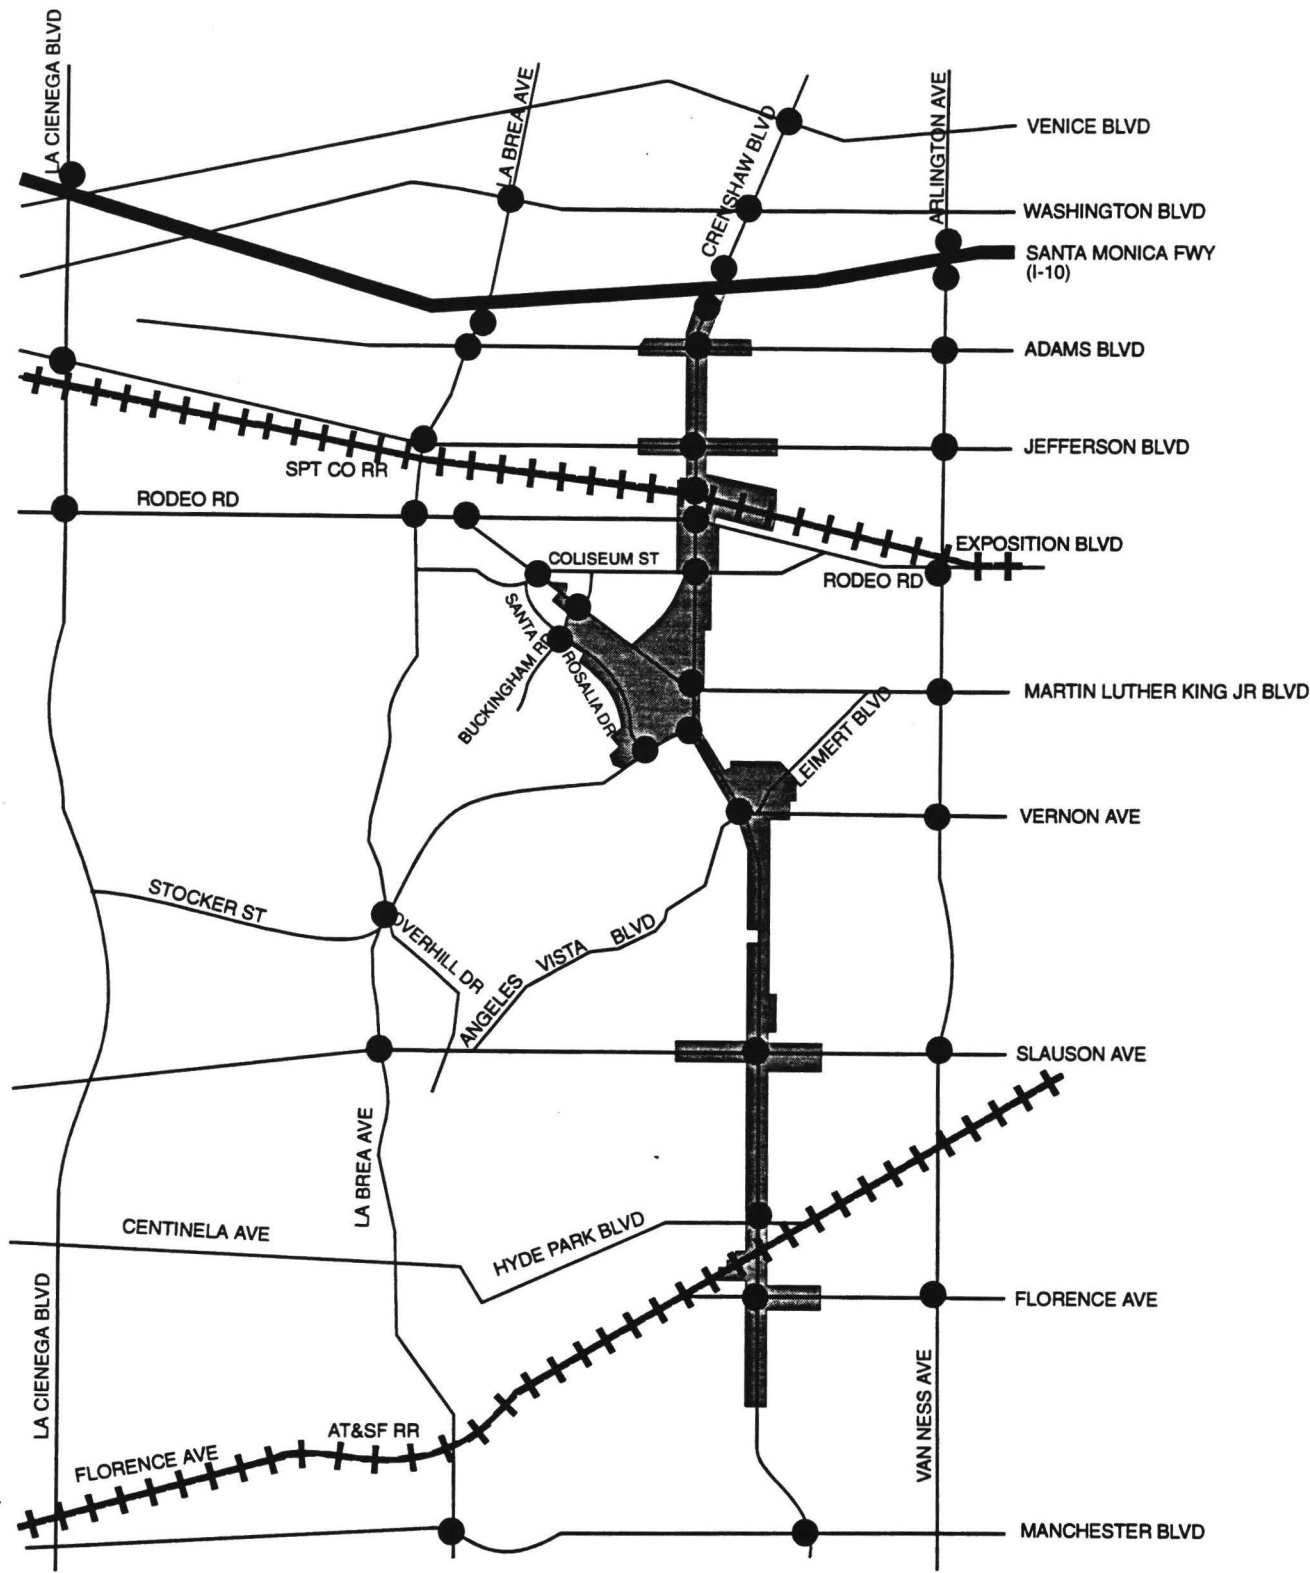 LA CIENEGA BLVD
LA BREA AVE
CRENSHAW BLVD
ARLINGTON AVE
VENICE BLVD
WASHINGTON BLVD
SANTA MONICA FWY
(I-10)
ADAMS BLVD
JEFFERSON BLVD
SPT CO RR
RODEO RD
EXPOSITION BLVD
COLISEUM ST
RODEO RD
SANTA
ROSALIA DR
BUCKINGHAM RD
MARTIN LUTHER KING JR BLVD
LEIMERT BLVD
VERNON AVE
STOCKER ST
OVERHILL DR
ANGELES VISTA BLVD
SLAUSON AVE
LA BREA AVE
CENTINELA AVE
HYDE PARK BLVD
LA CIENEGA BLVD
FLORENCE AVE
VAN NESS AVE
AT&SF RR
FLORENCE AVE
MANCHESTER BLVD